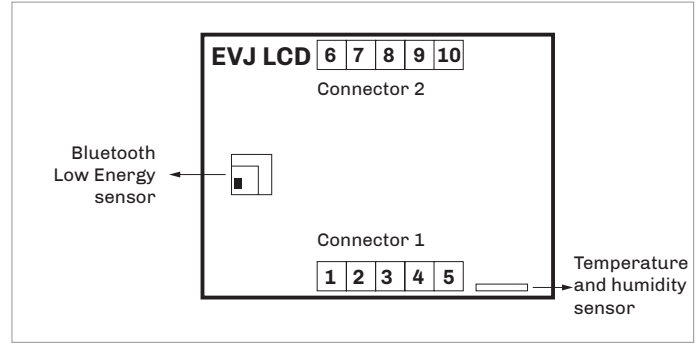 EVJ LCD 6 7 8 9 10
Connector 2
Bluetooth
Low Energy
sensor
Connector 1
1 2 3 4 5
Temperature
and humidity
sensor